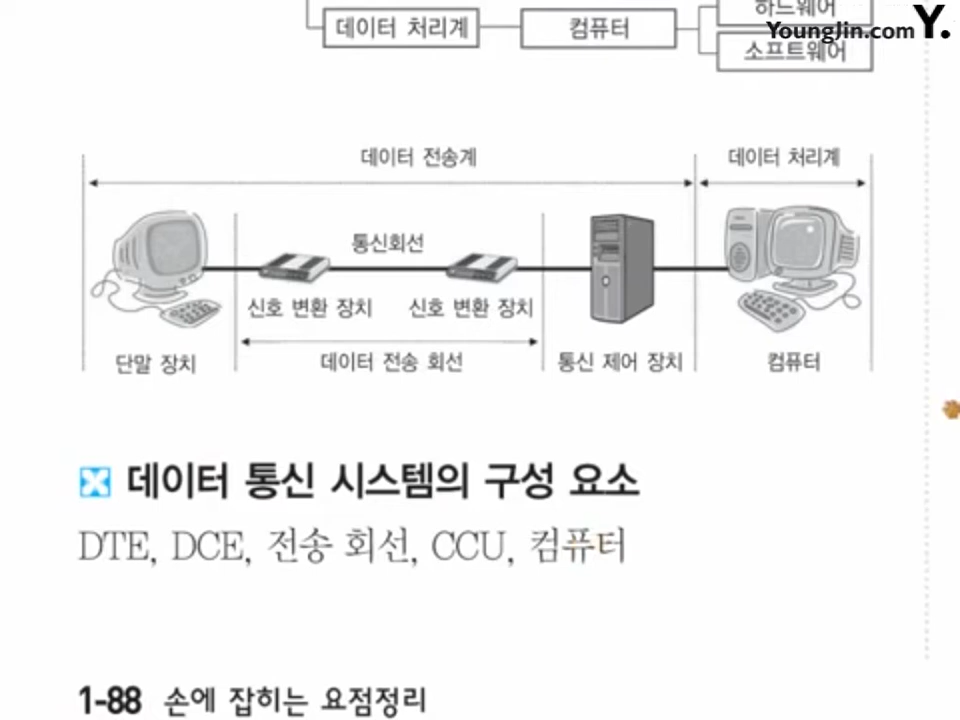 하드웨어
YoungJin.com Y.
데이터 처리계
컴퓨터
소프트웨어
데이터 전송계
데이터 처리계
통신회선
신호 변환 장치
신호 변환 장치
단말 장치
데이터 전송 회선
통신 제어 장치
컴퓨터
데이터 통신 시스템의 구성 요소
DTE, DCE, 전송 회선, CCU, 컴퓨터
1-88 손에 잡히는 요점정리